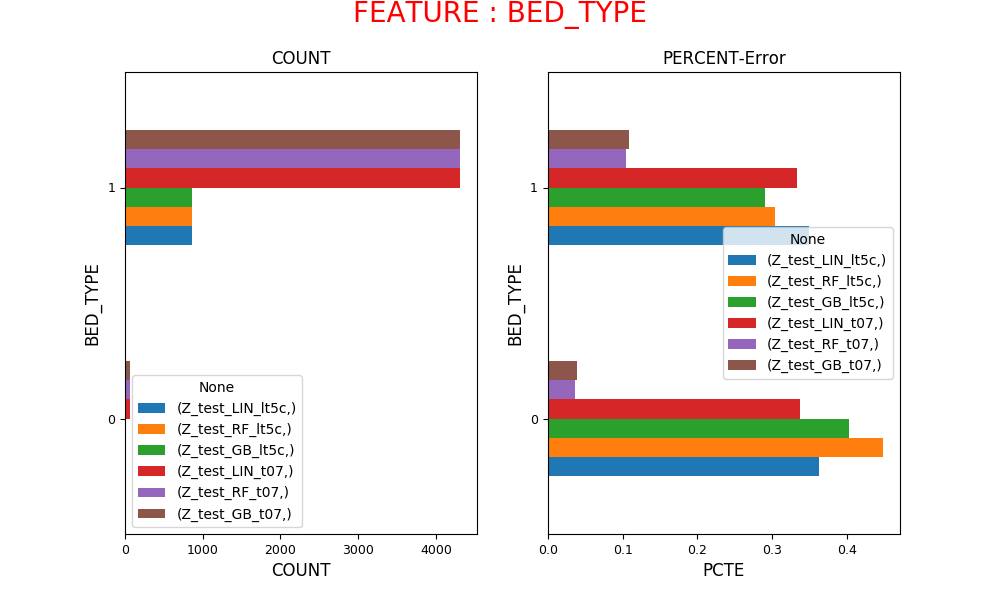 FEATURE : BED_TYPE
COUNT
1
0
BED_TYPE
None
(Z_test_LIN_lt5c,)
(Z_test_RF_lt5c,)
(Z_test_GB_lt5c,)
(Z_test_LIN_t07,)
(Z_test_RF_t07,)
(Z_test_GB_t07,)
0 1000 2000 3000 4000
COUNT
PERCENT-Error
1
0
BED_TYPE
None
(Z_test_LIN_lt5c,)
(Z_test_RF_lt5c,)
(Z_test_GB_lt5c,)
(Z_test_LIN_t07,)
(Z_test_RF_t07,)
(Z_test_GB_t07,)
0.0 0.1 0.2 0.3 0.4
PCTE